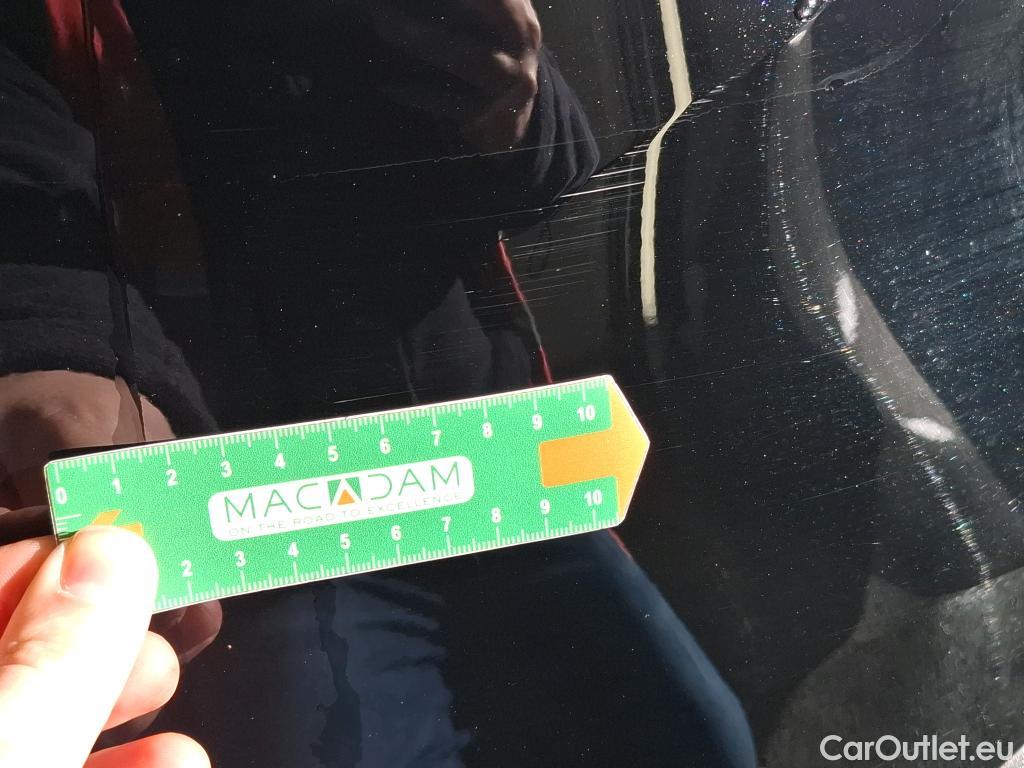 0 1 2 3 4 5 6 7 8 9 10
MACADAM
ON THE ROAD TO EXCELLENCE
2 3 4 5 6 7 8 9 10
CarOutlet.eu